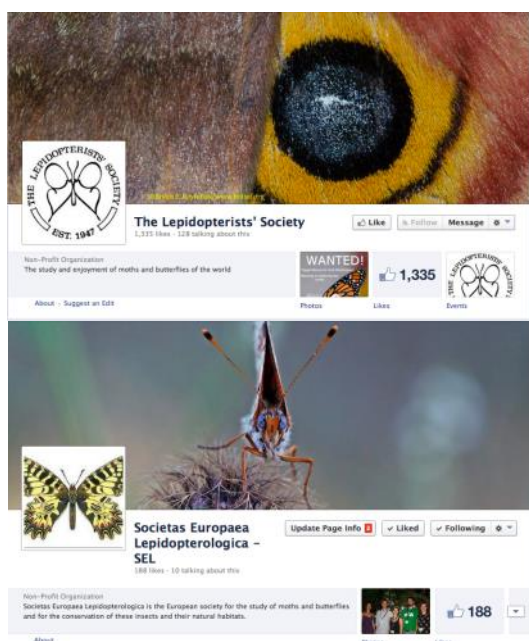 THE LEPIDOPTERISTS' SOCIETY
EST. 1947
The Lepidopterists' Society
1,335 likes · 128 talking about this
Like
Follow
Message
Non-Profit Organization
The study and enjoyment of moths and butterflies of the world
About · Suggest an Edit
WANTED!
1,335
THE LEPIDOPTERISTS' SOCIETY
Photos
Likes
Events
Societas Europaea
Lepidopterologica -
SEL
188 likes · 10 talking about this
Update Page Info
Liked
Following
Non-Profit Organization
Societas Europaea Lepidopterologica is the European society for the study of moths and butterflies
and for the conservation of these insects and their natural habitats.
188
About